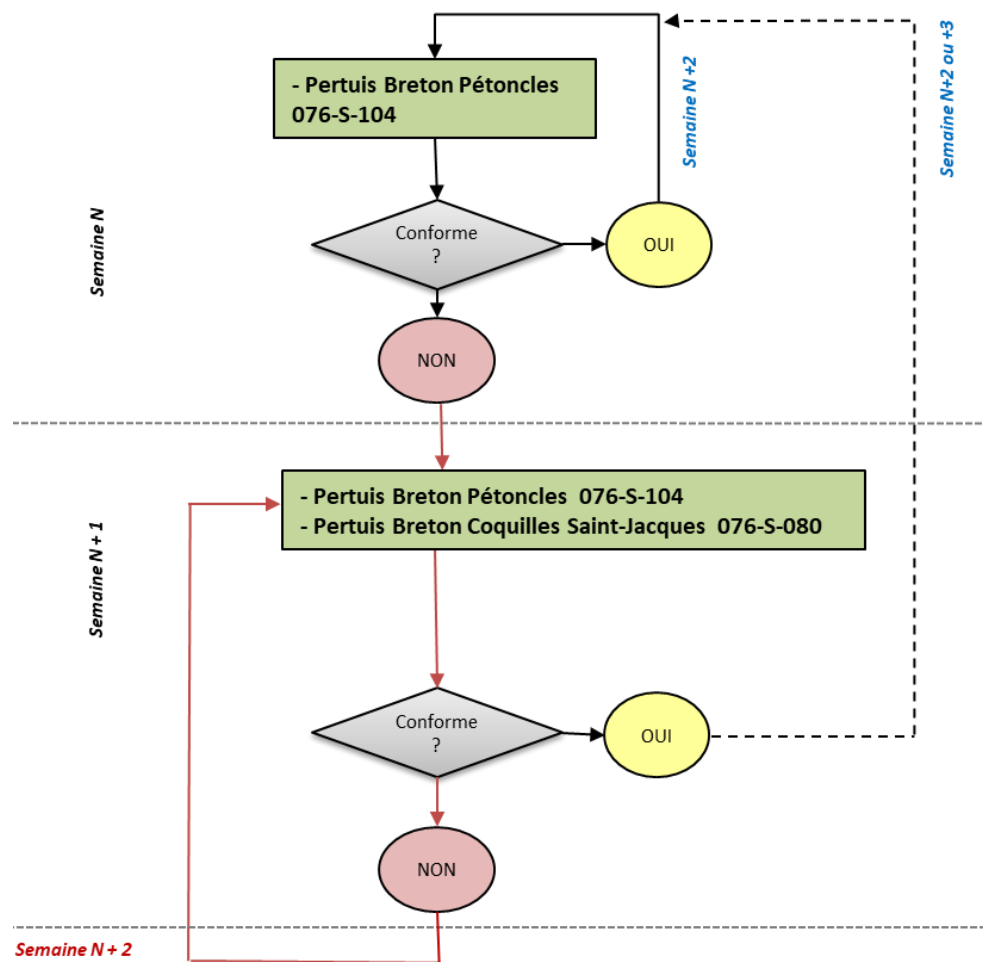 - Pertuis Breton Pétoncles
076-S-104
Semaine N +2
Semaine N+2 ou +3
Semaine N
Conforme
?
OUI
NON
- Pertuis Breton Pétoncles 076-S-104
- Pertuis Breton Coquilles Saint-Jacques 076-S-080
Semaine N + 1
Conforme
?
OUI
NON
Semaine N + 2